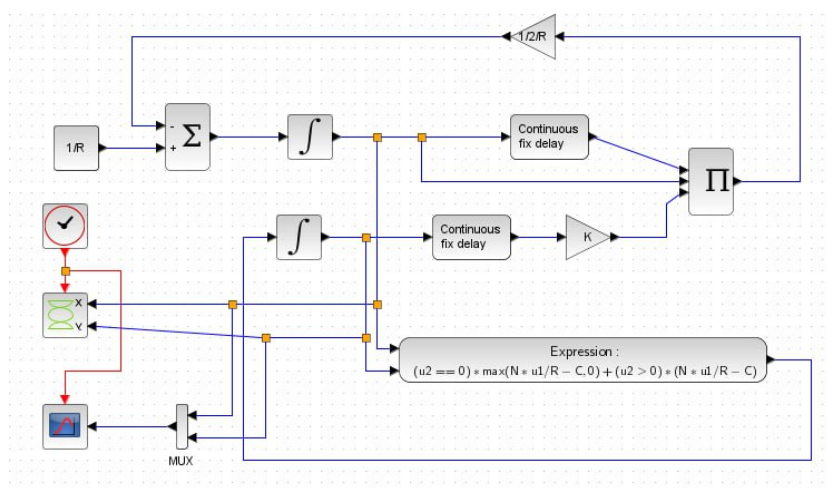 1/2/R
1/R
-
+
Σ
∫
Continuous
fix delay
Π
∫
Continuous
fix delay
K
X
Y
Expression :
(u2 == 0) * max(N * u1/R − C, 0) + (u2 > 0) * (N * u1/R − C)
MUX